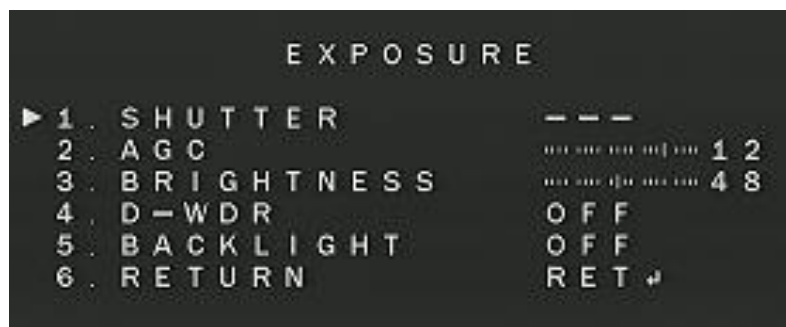 EXPOSURE
1. SHUTTER ---
2. AGC 12
3. BRIGHTNESS 48
4. D-WDR OFF
5. BACKLIGHT OFF
6. RETURN RET↲